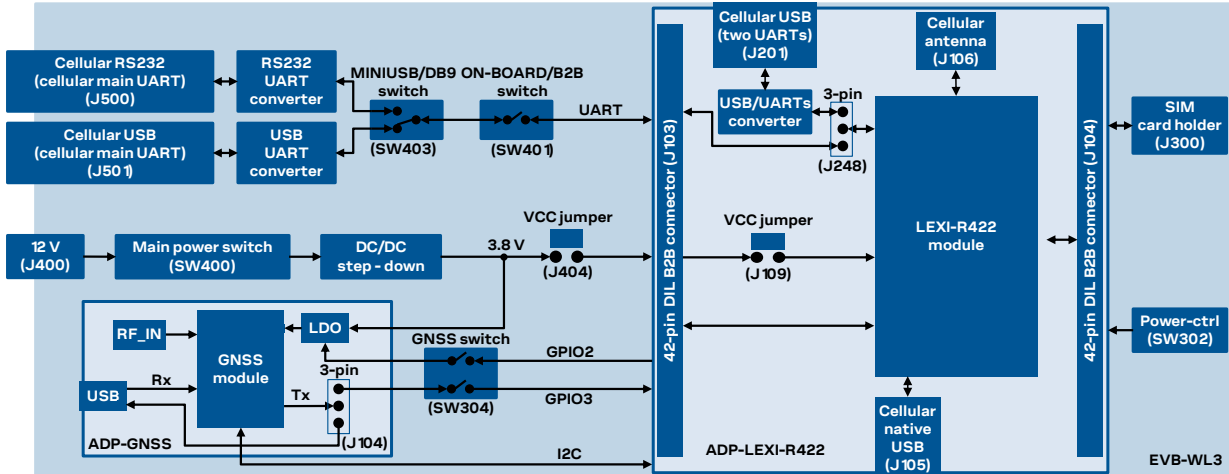 Cellular RS232
(cellular main UART)
(J500)
RS232
UART
converter
MINIUSB/DB9
switch
(SW403)
ON-BOARD/B2B
switch
(SW401)
UART
Cellular USB
(cellular main UART)
(J501)
USB
UART
converter
12 V
(J400)
Main power switch
(SW400)
DC/DC
step - down
3.8 V
VCC jumper
(J404)
RF_IN
GNSS
module
LDO
USB
Rx
Tx
3-pin
(J104)
ADP-GNSS
GNSS switch
(SW304)
GPIO2
GPIO3
I2C
42-pin DIL B2B connector (J103)
Cellular USB
(two UARTs)
(J201)
USB/UARTs
converter
3-pin
(J248)
Cellular
antenna
(J106)
VCC jumper
(J109)
LEXI-R422
module
Cellular
native
USB
(J105)
ADP-LEXI-R422
42-pin DIL B2B connector (J104)
SIM
card holder
(J300)
Power-ctrl
(SW302)
EVB-WL3